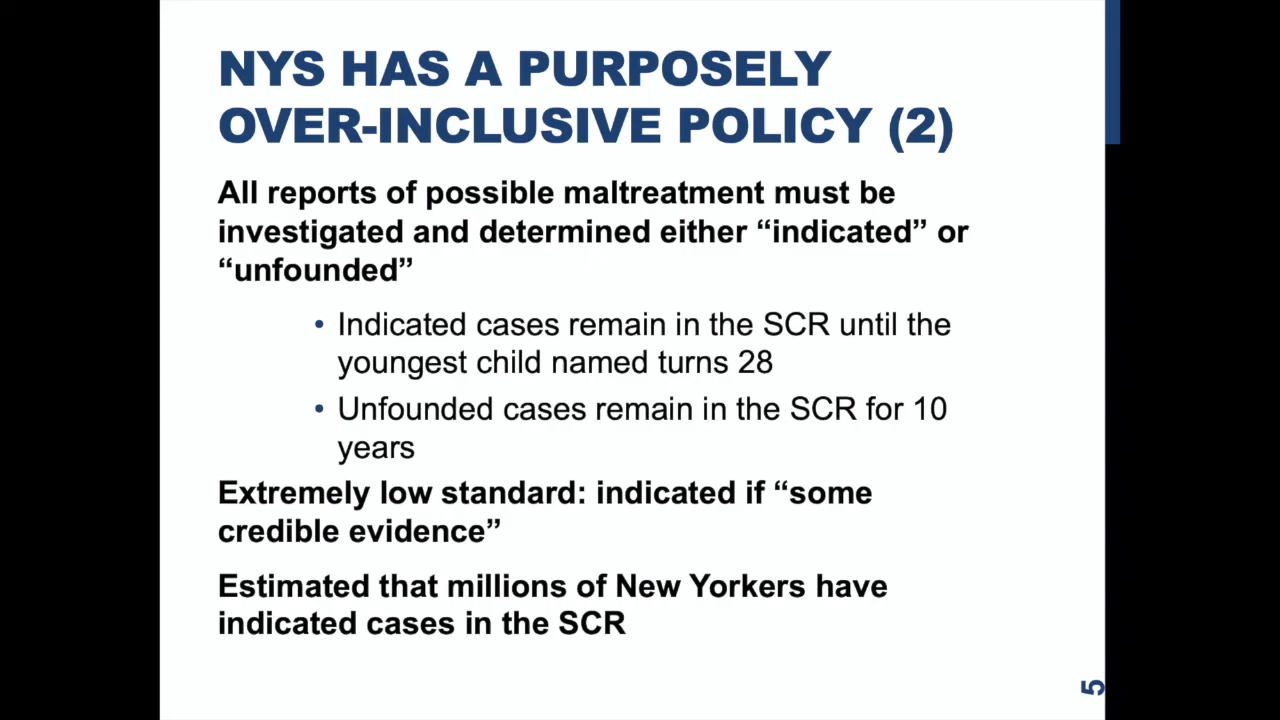 NYS HAS A PURPOSELY
OVER-INCLUSIVE POLICY (2)
All reports of possible maltreatment must be
investigated and determined either “indicated” or
“unfounded”
• Indicated cases remain in the SCR until the
youngest child named turns 28
• Unfounded cases remain in the SCR for 10
years
Extremely low standard: indicated if “some
credible evidence”
Estimated that millions of New Yorkers have
indicated cases in the SCR
5